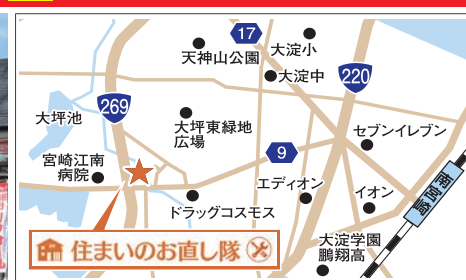 17
大淀小
天神山公園
大淀中
220
269
大坪池
大坪東緑地
広場
セブンイレブン
9
宮崎江南
病院
エディオン
イオン
南宮崎
ドラッグコスモス
大淀学園
鵬翔高
住まいのお直し隊